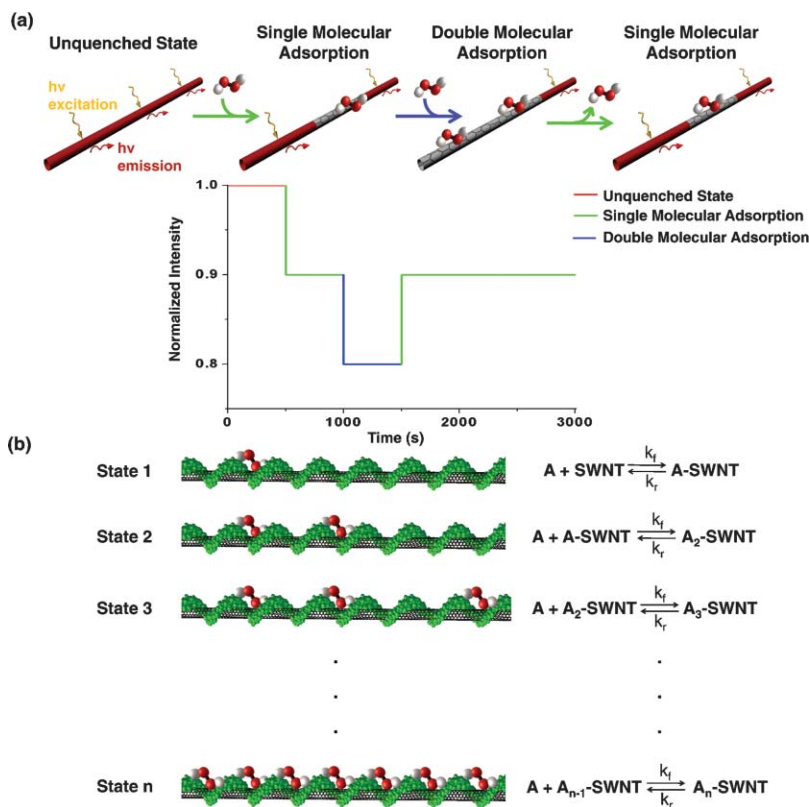 (a)
Unquenched State
Single Molecular
Adsorption
Double Molecular
Adsorption
Single Molecular
Adsorption
hν
excitation
hν
emission
Normalized Intensity
1.0
0.9
0.8
0
1000
2000
3000
Time (s)
Unquenched State
Single Molecular Adsorption
Double Molecular Adsorption
(b)
State 1
A + SWNT kf kr A-SWNT
State 2
A + A-SWNT kf kr A2-SWNT
State 3
A + A2-SWNT kf kr A3-SWNT
State n
A + An-1-SWNT kf kr An-SWNT